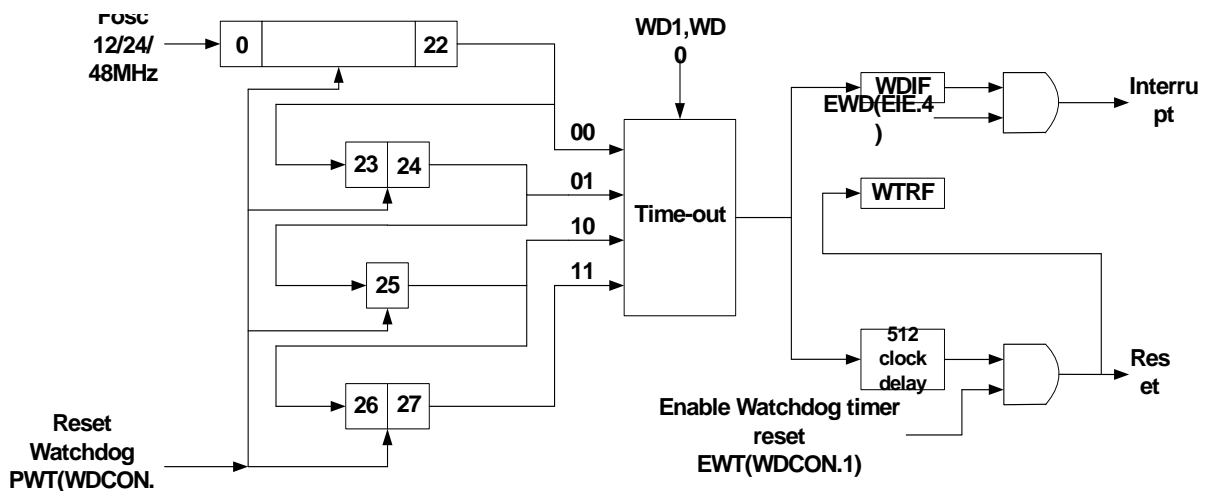 Fosc
12/24/
48MHz
0
22
WD1,WD
0
00
23
24
01
Time-out
10
25
11
26
27
WDIF
EWD(EIE.4
)
Interru
pt
WTRF
512
clock
delay
Res
et
Enable Watchdog timer
reset
EWT(WDCON.1)
Reset
Watchdog
PWT(WDCON.